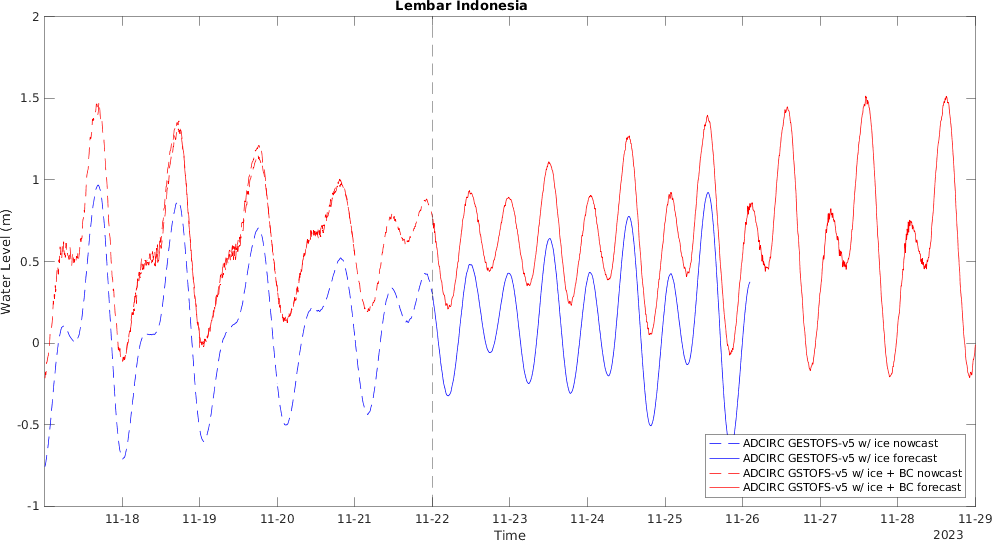 Lembar Indonesia
2
1.5
1
0.5
0
-0.5
-1
Water Level (m)
11-18 11-19 11-20 11-21 11-22 11-23 11-24 11-25 11-26 11-27 11-28 11-29
Time
2023
ADCIRC GESTOFS-v5 w/ ice nowcast
ADCIRC GESTOFS-v5 w/ ice forecast
ADCIRC GSTOFS-v5 w/ ice + BC nowcast
ADCIRC GSTOFS-v5 w/ ice + BC forecast